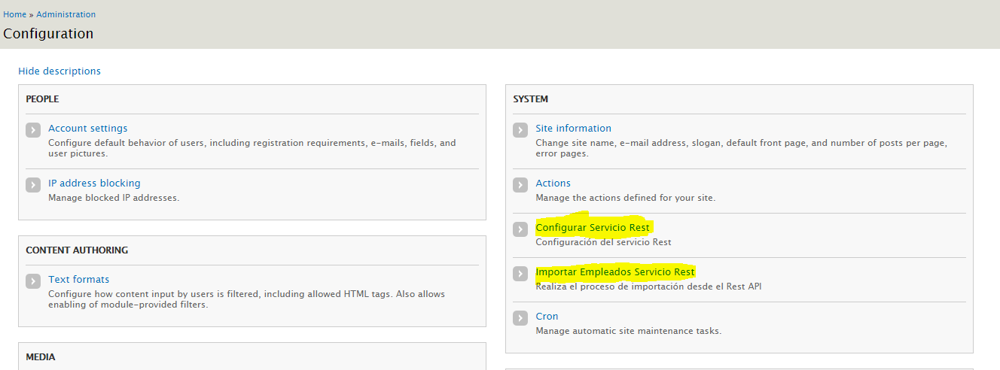 Home » Administration
Configuration
Hide descriptions
PEOPLE
Account settings
Configure default behavior of users, including registration requirements, e-mails, fields, and
user pictures.
IP address blocking
Manage blocked IP addresses.
CONTENT AUTHORING
Text formats
Configure how content input by users is filtered, including allowed HTML tags. Also allows
enabling of module-provided filters.
MEDIA
SYSTEM
Site information
Change site name, e-mail address, slogan, default front page, and number of posts per page,
error pages.
Actions
Manage the actions defined for your site.
Configurar Servicio Rest
Configuración del servicio Rest
Importar Empleados Servicio Rest
Realiza el proceso de importación desde el Rest API
Cron
Manage automatic site maintenance tasks.